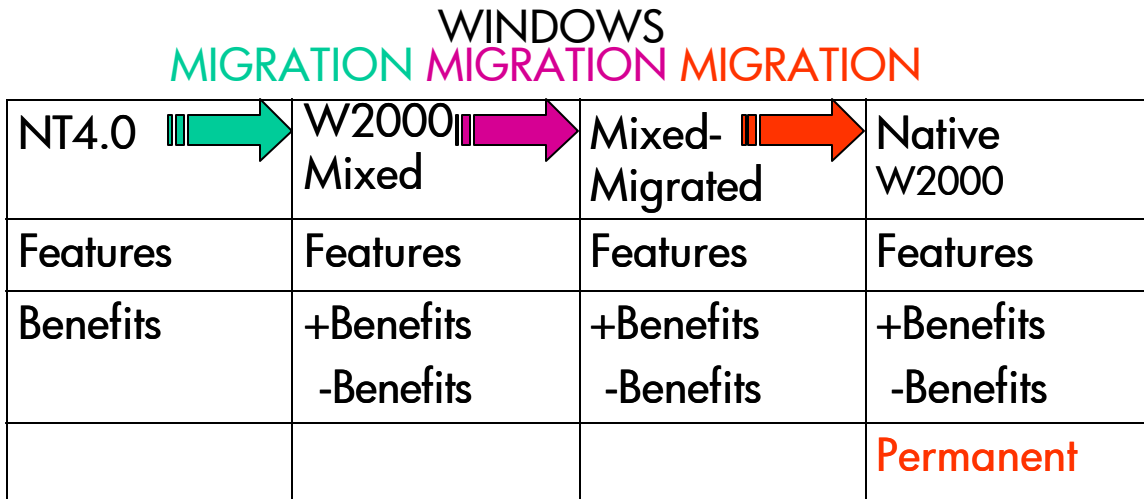 WINDOWS
MIGRATION MIGRATION MIGRATION
NT4.0
W2000
Mixed
Mixed-
Migrated
Native
W2000
Features
Features
Features
Features
Benefits
+Benefits
-Benefits
+Benefits
-Benefits
+Benefits
-Benefits
Permanent